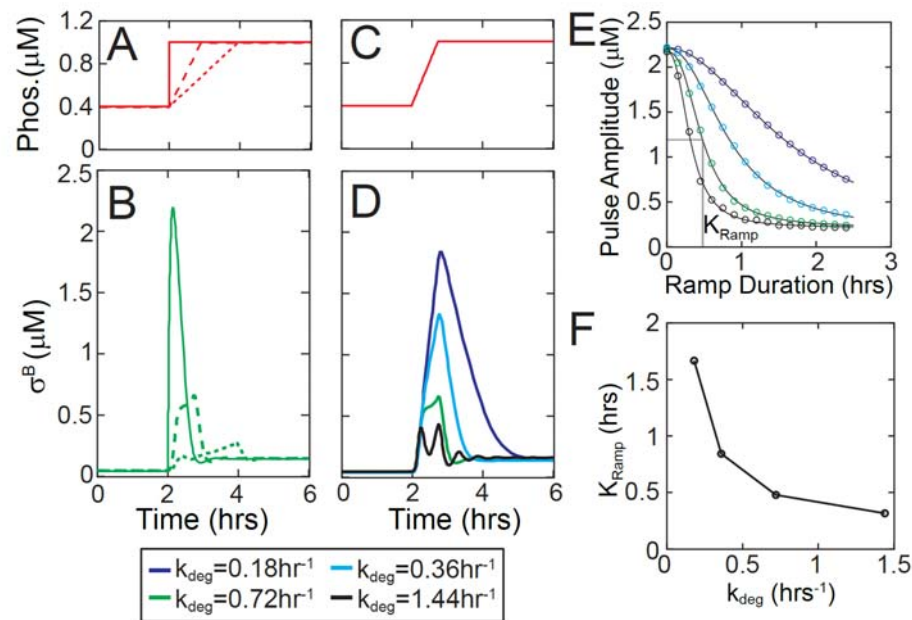 A
Phos.(μM)
1.2
0.8
0.4
0
B
σᴮ (μM)
2.5
2
1.5
1
0.5
0
0 2 4 6
Time (hrs)
C
D
0 2 4 6
Time (hrs)
E
Pulse Amplitude (μM)
2.5
2
1.5
1
0.5
0
K_Ramp
0 1 2 3
Ramp Duration (hrs)
F
K_Ramp (hrs)
2
1.5
1
0.5
0
0 0.5 1 1.5
k_deg (hrs⁻¹)
k_deg=0.18hr⁻¹ k_deg=0.36hr⁻¹
k_deg=0.72hr⁻¹ k_deg=1.44hr⁻¹